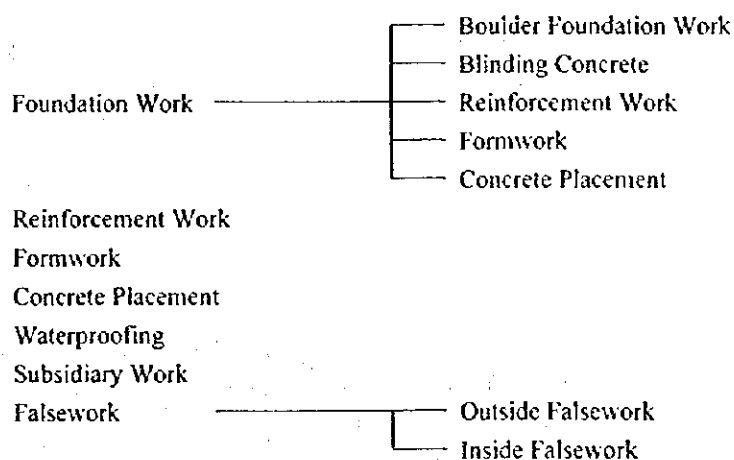 Boulder Foundation Work
Blinding Concrete
Foundation Work Reinforcement Work
Formwork
Concrete Placement
Reinforcement Work
Formwork
Concrete Placement
Waterproofing
Subsidiary Work
Falsework Outside Falsework
Inside Falsework